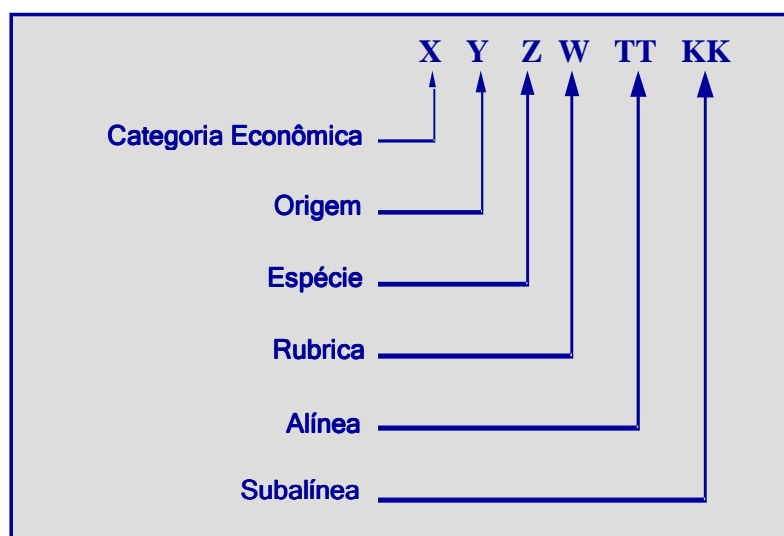 X Y Z W TT KK
Categoria Econômica
Origem
Espécie
Rubrica
Alínea
Subalínea